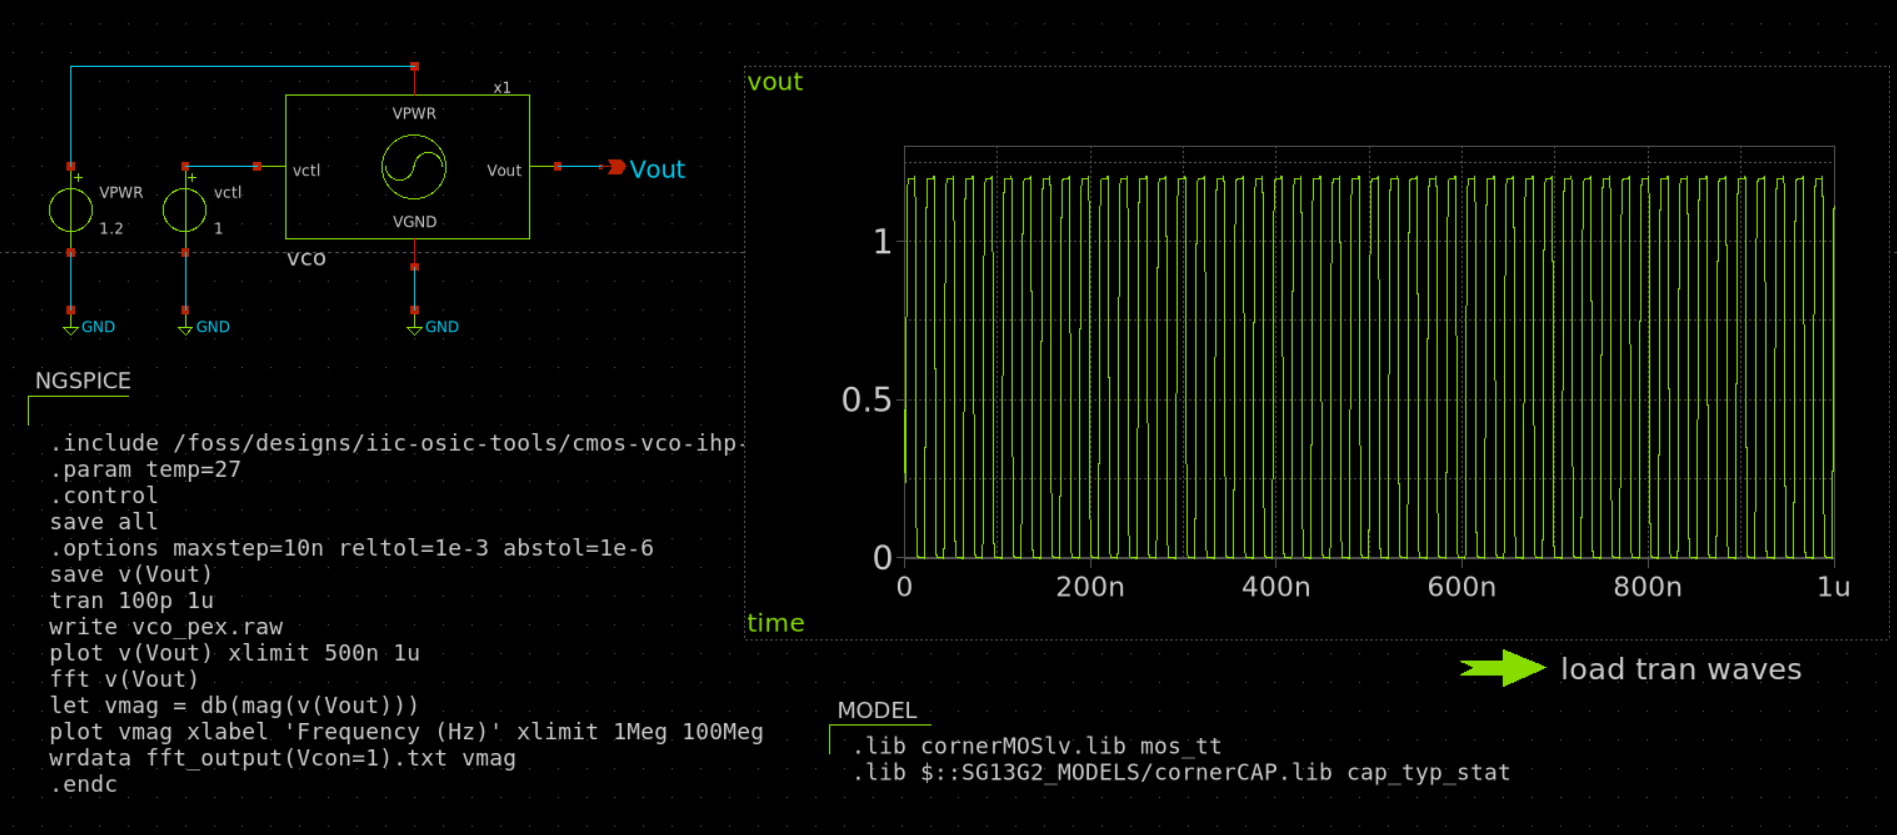 x1
VPWR
vctl
Vout
VGND
vco
Vout
VPWR
1.2
vctl
1
GND
GND
GND
NGSPICE
.include /foss/designs/iic-osic-tools/cmos-vco-ihp-
.param temp=27
.control
save all
.options maxstep=10n reltol=1e-3 abstol=1e-6
save v(Vout)
tran 100p 1u
write vco_pex.raw
plot v(Vout) xlimit 500n 1u
fft v(Vout)
let vmag = db(mag(v(Vout)))
plot vmag xlabel 'Frequency (Hz)' xlimit 1Meg 100Meg
wrdata fft_output(Vcon=1).txt vmag
.endc
vout
1
0.5
0
0 200n 400n 600n 800n 1u
time
load tran waves
MODEL
.lib cornerMOSlv.lib mos_tt
.lib $::SG13G2_MODELS/cornerCAP.lib cap_typ_stat